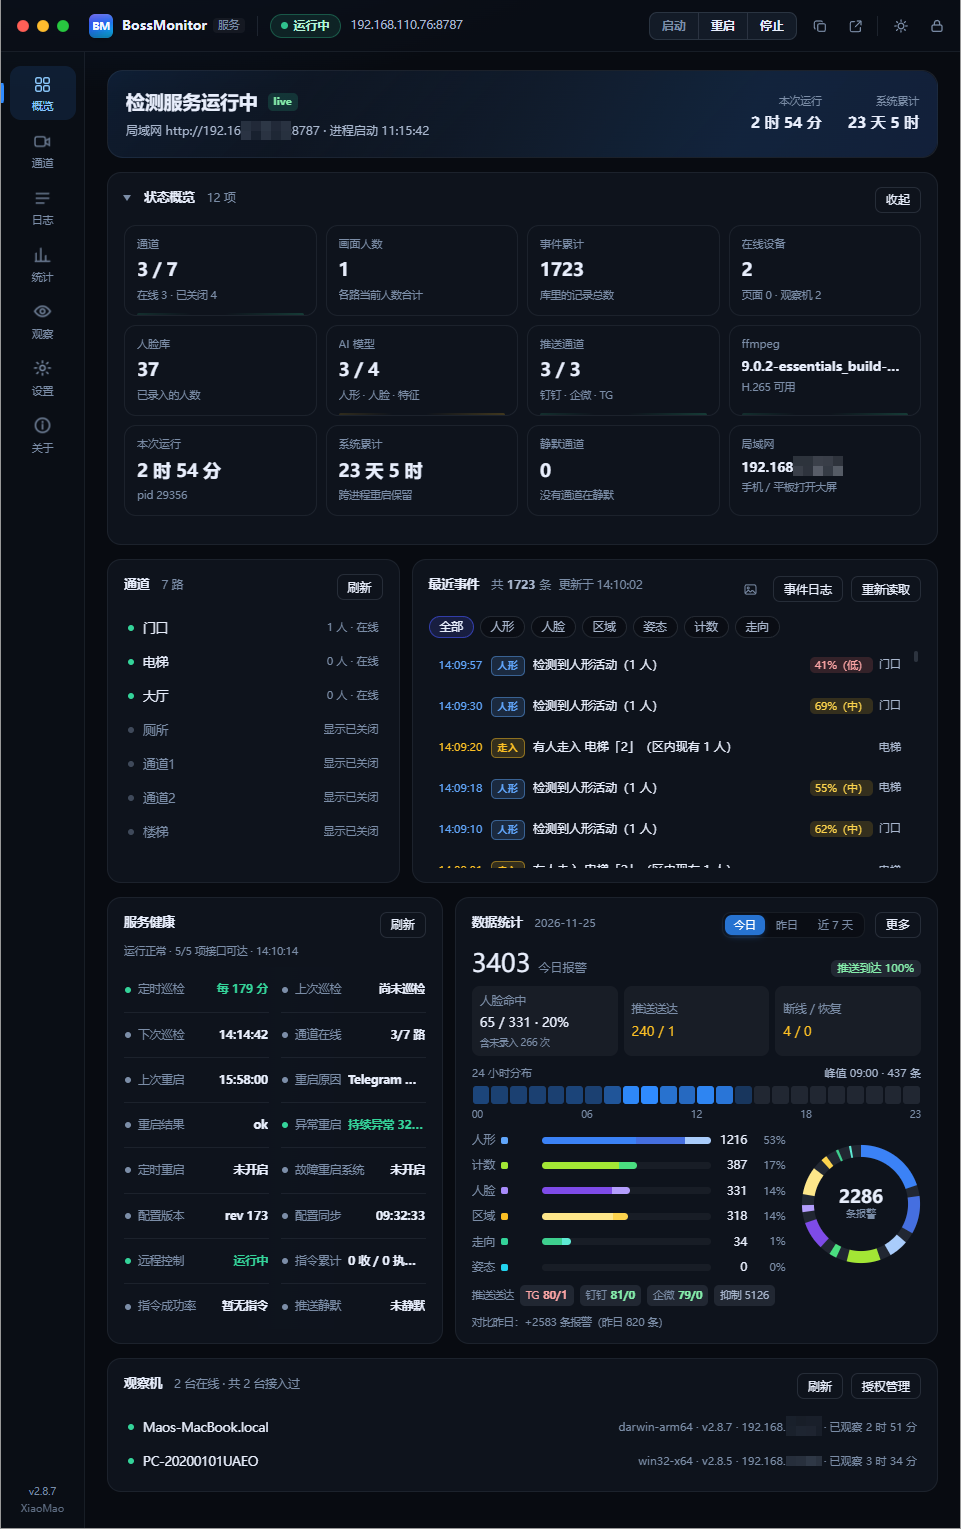 BM BossMonitor 服务 运行中 192.168.110.76:8787 启动 重启 停止
概览
通道
日志
统计
观察
设置
关于
v2.8.7
XiaoMao
检测服务运行中 live
局域网 http://192.16 8787 · 进程启动 11:15:42
本次运行
2 时 54 分
系统累计
23 天 5 时
状态概览 12 项 收起
通道
3 / 7
在线 3 · 已关闭 4
画面人数
1
各路当前人数合计
事件累计
1723
库里的记录总数
在线设备
2
页面 0 · 观察机 2
人脸库
37
已录入的人数
AI 模型
3 / 4
人形 · 人脸 · 特征
推送通道
3 / 3
钉钉 · 企微 · TG
ffmpeg
9.0.2-essentials_build-...
H.265 可用
本次运行
2 时 54 分
pid 29356
系统累计
23 天 5 时
跨进程重启保留
静默通道
0
没有通道在静默
局域网
192.168
手机 / 平板打开大屏
通道 7 路 刷新
门口 1 人 · 在线
电梯 0 人 · 在线
大厅 0 人 · 在线
厕所 显示已关闭
通道1 显示已关闭
通道2 显示已关闭
楼梯 显示已关闭
最近事件 共 1723 条 更新于 14:10:02 事件日志 重新读取
全部 人形 人脸 区域 姿态 计数 走向
14:09:57 人形 检测到人形活动（1 人） 41%（低） 门口
14:09:30 人形 检测到人形活动（1 人） 69%（中） 门口
14:09:20 走入 有人走入 电梯「2」（区内现有 1 人） 电梯
14:09:18 人形 检测到人形活动（1 人） 55%（中） 电梯
14:09:10 人形 检测到人形活动（1 人） 62%（中） 门口
服务健康 刷新
运行正常 · 5/5 项接口可达 · 14:10:14
定时巡检 每 179 分 上次巡检 尚未巡检
下次巡检 14:14:42 通道在线 3/7 路
上次重启 15:58:00 重启原因 Telegram ...
重启结果 ok 异常重启 持续异常 32...
定时重启 未开启 故障重启系统 未开启
配置版本 rev 173 配置同步 09:32:33
远程控制 运行中 指令累计 0 收 / 0 执...
指令成功率 暂无指令 推送静默 未静默
数据统计 2026-11-25 今日 昨日 近 7 天 更多
3403 今日报警 推送到达 100%
人脸命中
65 / 331 · 20%
含未录入 266 次
推送送达
240 / 1
断线 / 恢复
4 / 0
24 小时分布 峰值 09:00 · 437 条
00 06 12 18 23
人形 1216 53%
计数 387 17%
人脸 331 14%
区域 318 14%
走向 34 1%
姿态 0 0%
2286
条报警
推送送达 TG 80/1 钉钉 81/0 企微 79/0 抑制 5126
对比昨日：+2583 条报警（昨日 820 条）
观察机 2 台在线 · 共 2 台接入过 刷新 授权管理
Maos-MacBook.local darwin-arm64 · v2.8.7 · 192.168. · 已观察 2 时 51 分
PC-20200101UAEO win32-x64 · v2.8.5 · 192.168. · 已观察 3 时 34 分